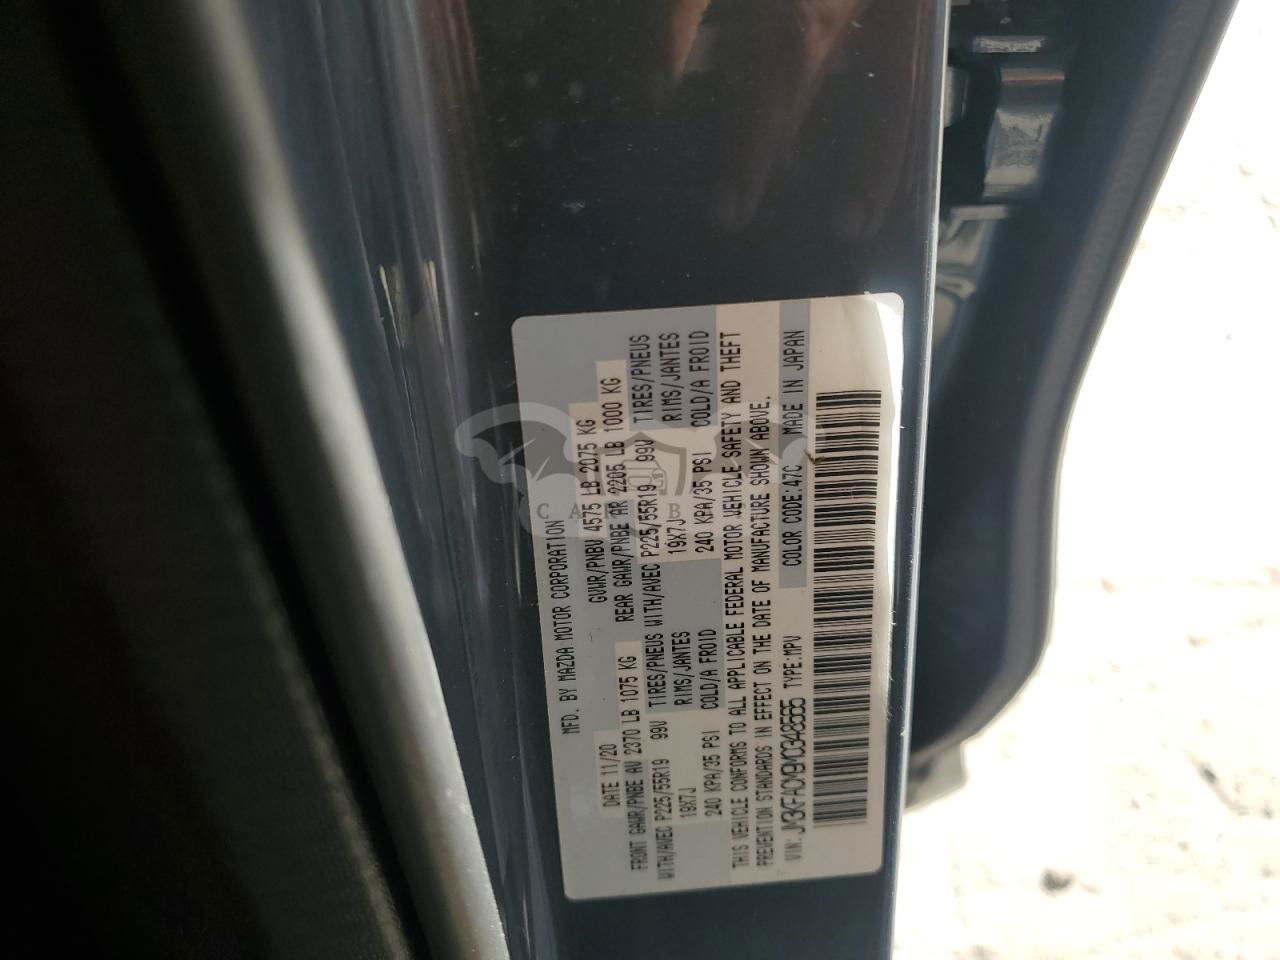 MFD. BY MAZDA MOTOR CORPORATION
DATE 11/20 GVWR/PNBV 4575 LB 2075 KG
FRONT GAWR/PNBE AV 2370 LB 1075 KG REAR GAWR/PNBE AR 2205 LB 1000 KG
WITH/AVEC P225/55R19 99V TIRES/PNEUS WITH/AVEC P225/55R19 99V TIRES/PNEUS
19X7J RIMS/JANTES 19X7J RIMS/JANTES
240 KPA/35 PSI COLD/A FROID 240 KPA/35 PSI COLD/A FROID
THIS VEHICLE CONFORMS TO ALL APPLICABLE FEDERAL MOTOR VEHICLE SAFETY AND THEFT
PREVENTION STANDARDS IN EFFECT ON THE DATE OF MANUFACTURE SHOWN ABOVE.
VIN: TYPE:MPV COLOR CODE:47C MADE IN JAPAN